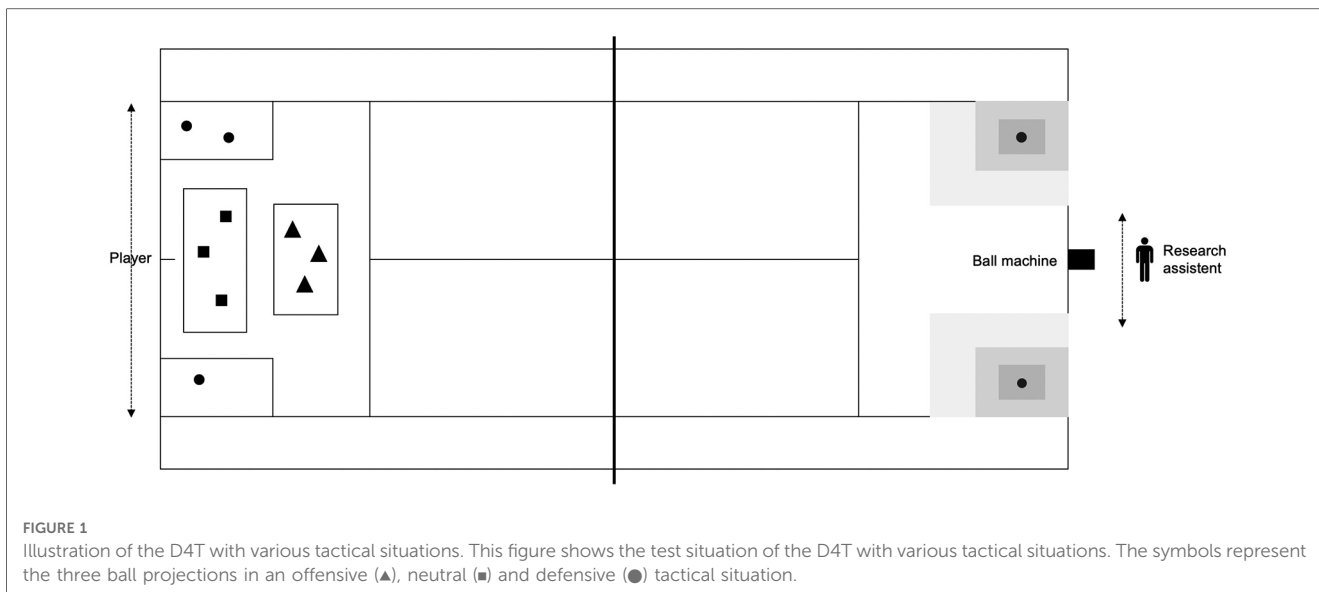 Player
Ball machine
Research
assistent
FIGURE 1
Illustration of the D4T with various tactical situations. This figure shows the test situation of the D4T with various tactical situations. The symbols represent
the three ball projections in an offensive (▲), neutral (■) and defensive (●) tactical situation.